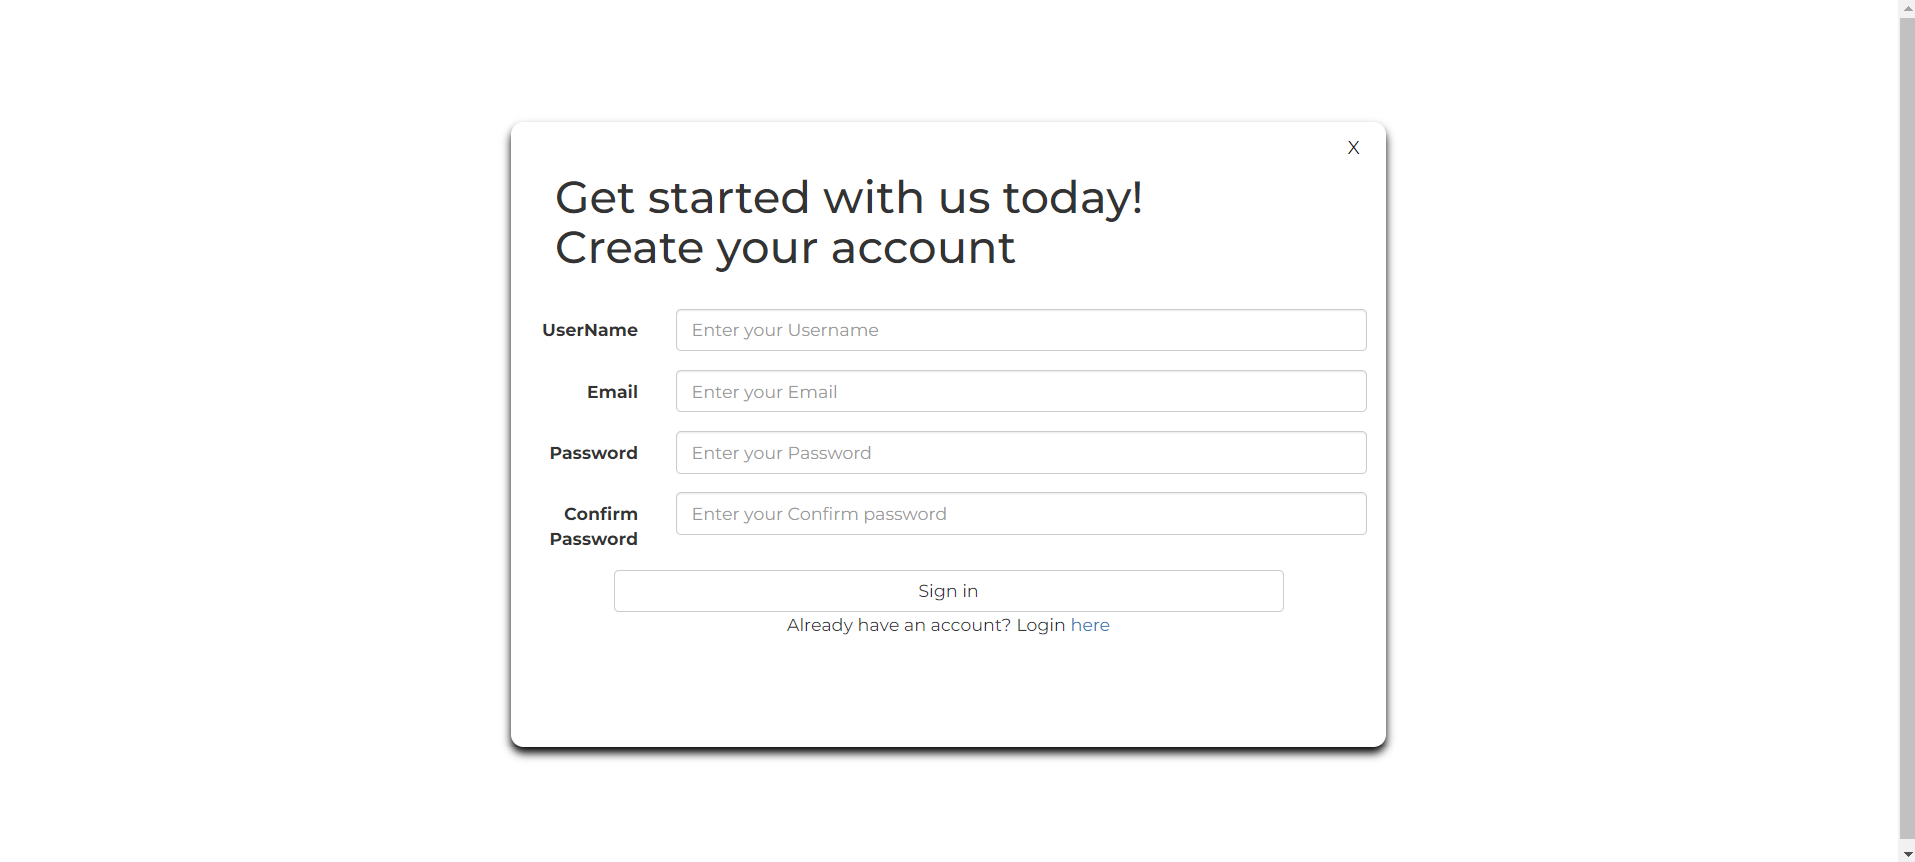 X
Get started with us today!
Create your account
UserName
Enter your Username
Email
Enter your Email
Password
Enter your Password
Confirm
Password
Enter your Confirm password
Sign in
Already have an account? Login here